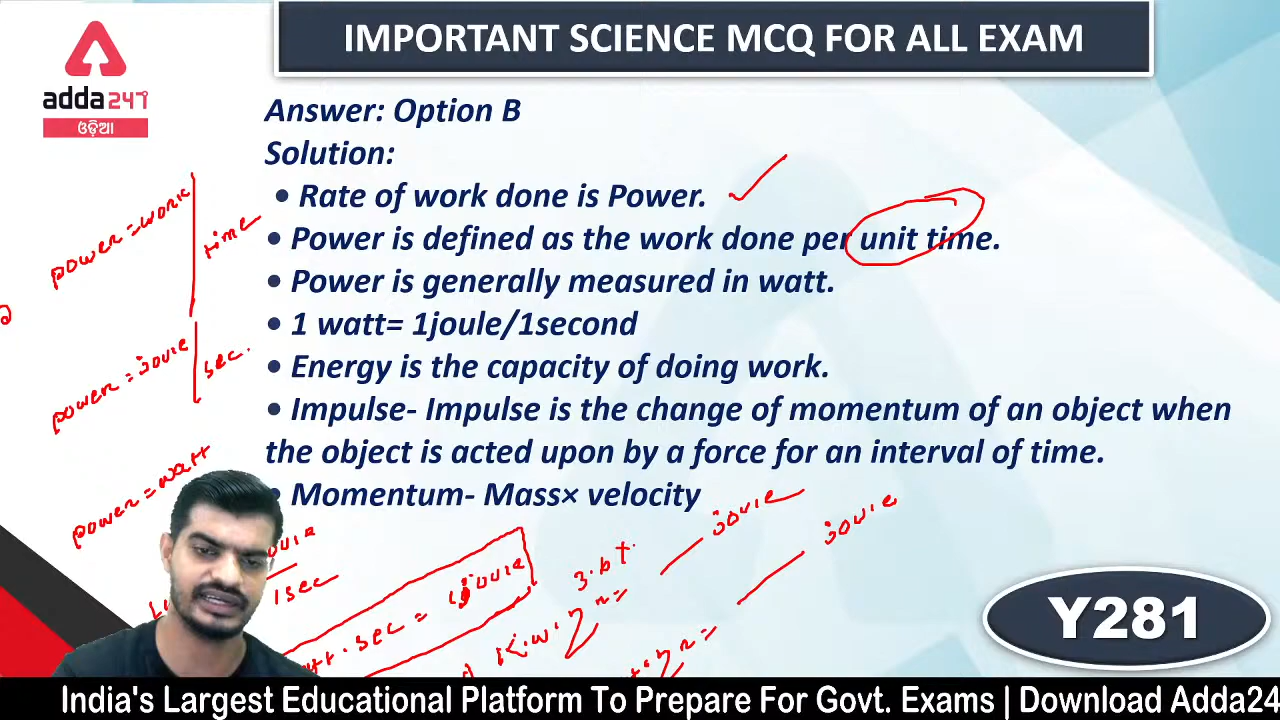 IMPORTANT SCIENCE MCQ FOR ALL EXAM
adda247
ଓଡ଼ିଆ
Answer: Option B
Solution:
• Rate of work done is Power.
• Power is defined as the work done per unit time.
• Power is generally measured in watt.
• 1 watt= 1joule/1second
• Energy is the capacity of doing work.
• Impulse- Impulse is the change of momentum of an object when
the object is acted upon by a force for an interval of time.
• Momentum- Mass× velocity
power = work
time
power = joule
sec.
power = watt
1sec
sec = 1joule
joule
joule
Y281
India's Largest Educational Platform To Prepare For Govt. Exams | Download Adda24